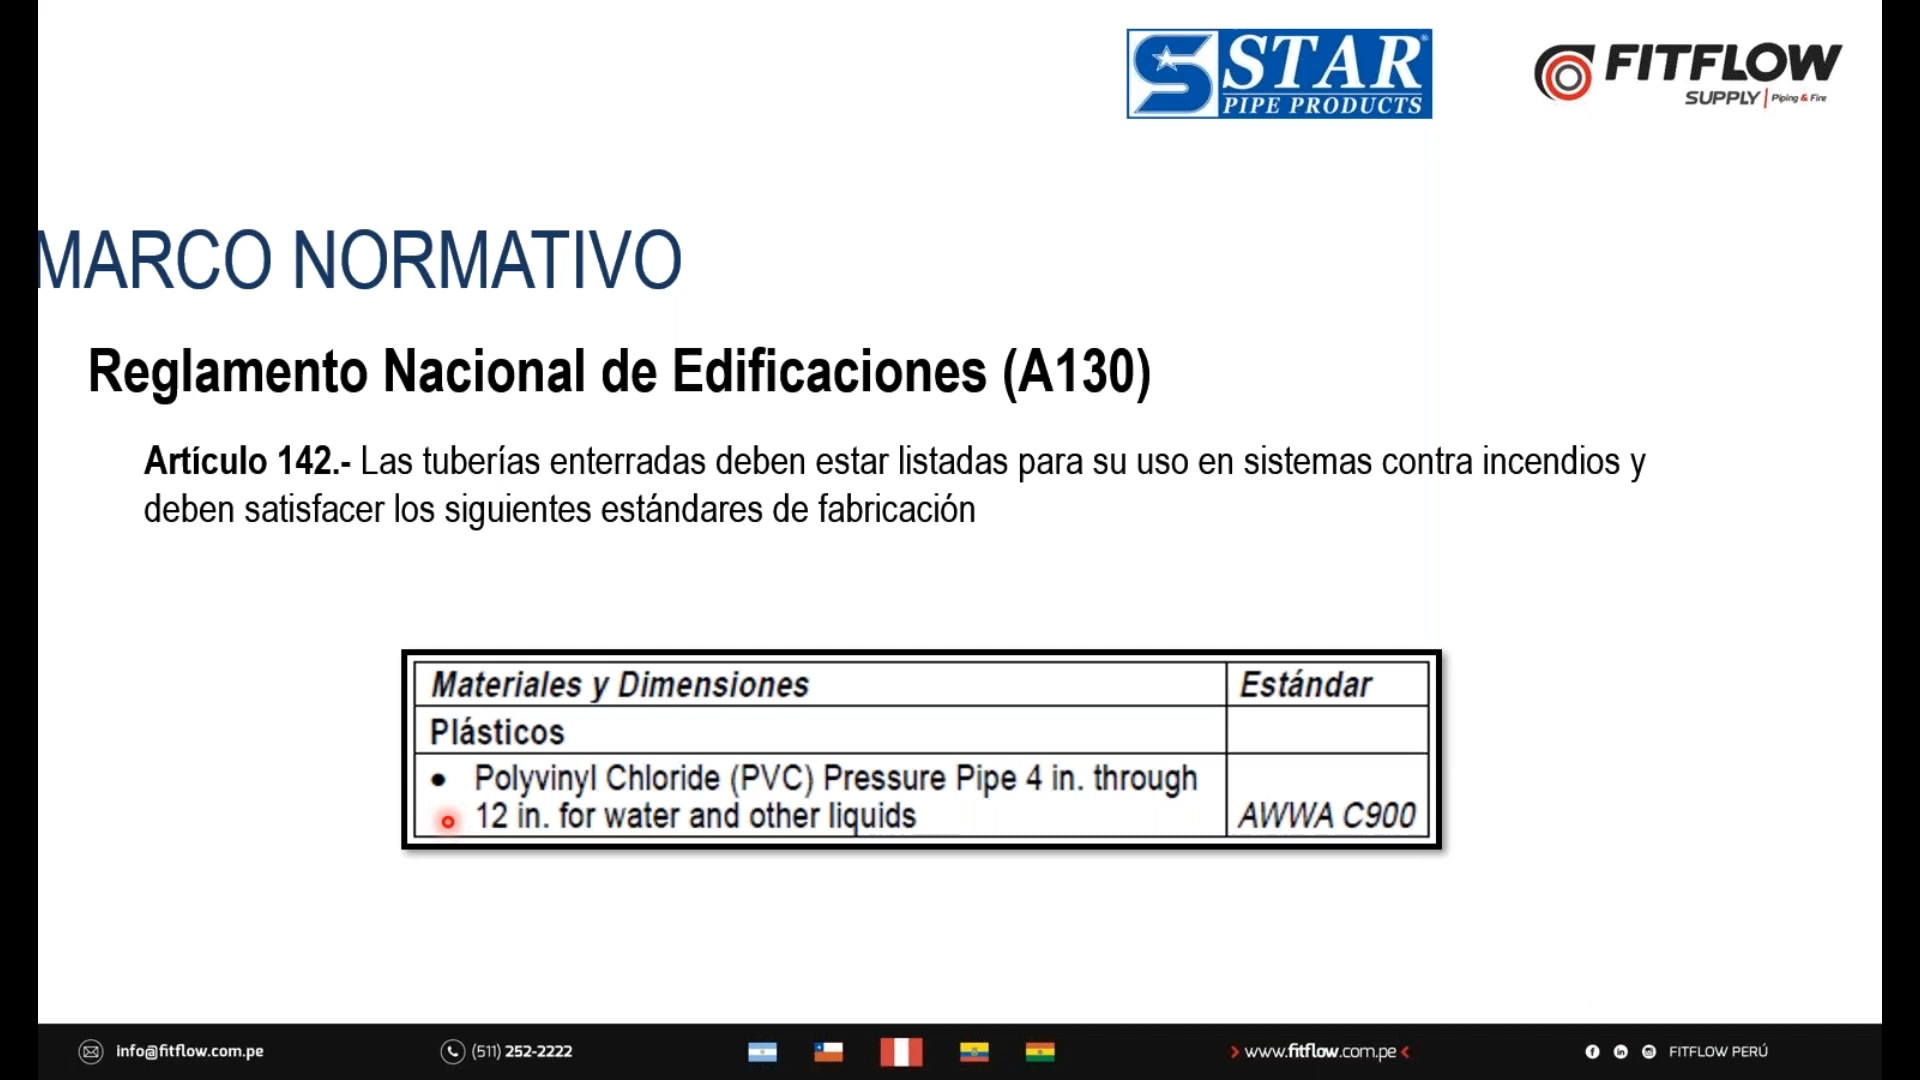 STAR
PIPE PRODUCTS
FITFLOW
SUPPLY | Piping & Fire
MARCO NORMATIVO
Reglamento Nacional de Edificaciones (A130)
Artículo 142.- Las tuberías enterradas deben estar listadas para su uso en sistemas contra incendios y
deben satisfacer los siguientes estándares de fabricación
Materiales y Dimensiones Estándar
Plásticos
• Polyvinyl Chloride (PVC) Pressure Pipe 4 in. through
12 in. for water and other liquids AWWA C900
info@fitflow.com.pe (511) 252-2222 www.fitflow.com.pe FITFLOW PERÚ